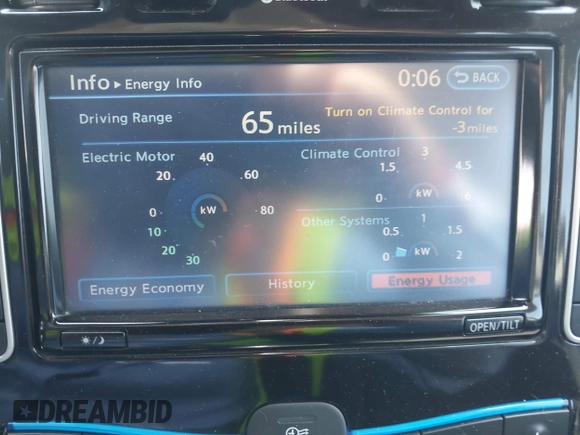 Info ▸ Energy Info 0:06 BACK
Driving Range 65 miles Turn on Climate Control for
-3 miles
Electric Motor 40 Climate Control 3
20 60 1.5 4.5
0 kW 80 0 kW 6
10 Other Systems 1
20 0.5 1.5
30 0 kW 2
Energy Economy History Energy Usage
OPEN/TILT
DREAMBID